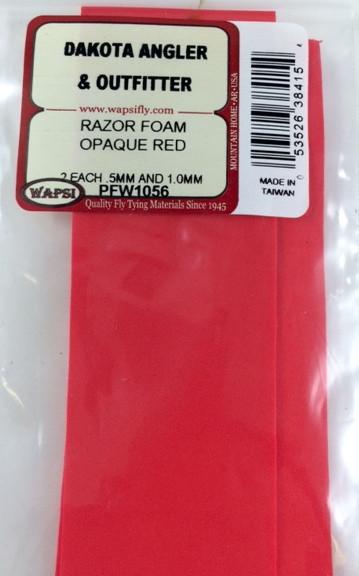 DAKOTA ANGLER
& OUTFITTER
www.wapsifly.com
RAZOR FOAM
OPAQUE RED
2 EACH .5MM AND 1.0MM
WAPSI
PFW1056
Quality Fly Tying Materials Since 1945
MOUNTAIN HOME-AR-USA
0 53526 38415 4
MADE IN
TAIWAN